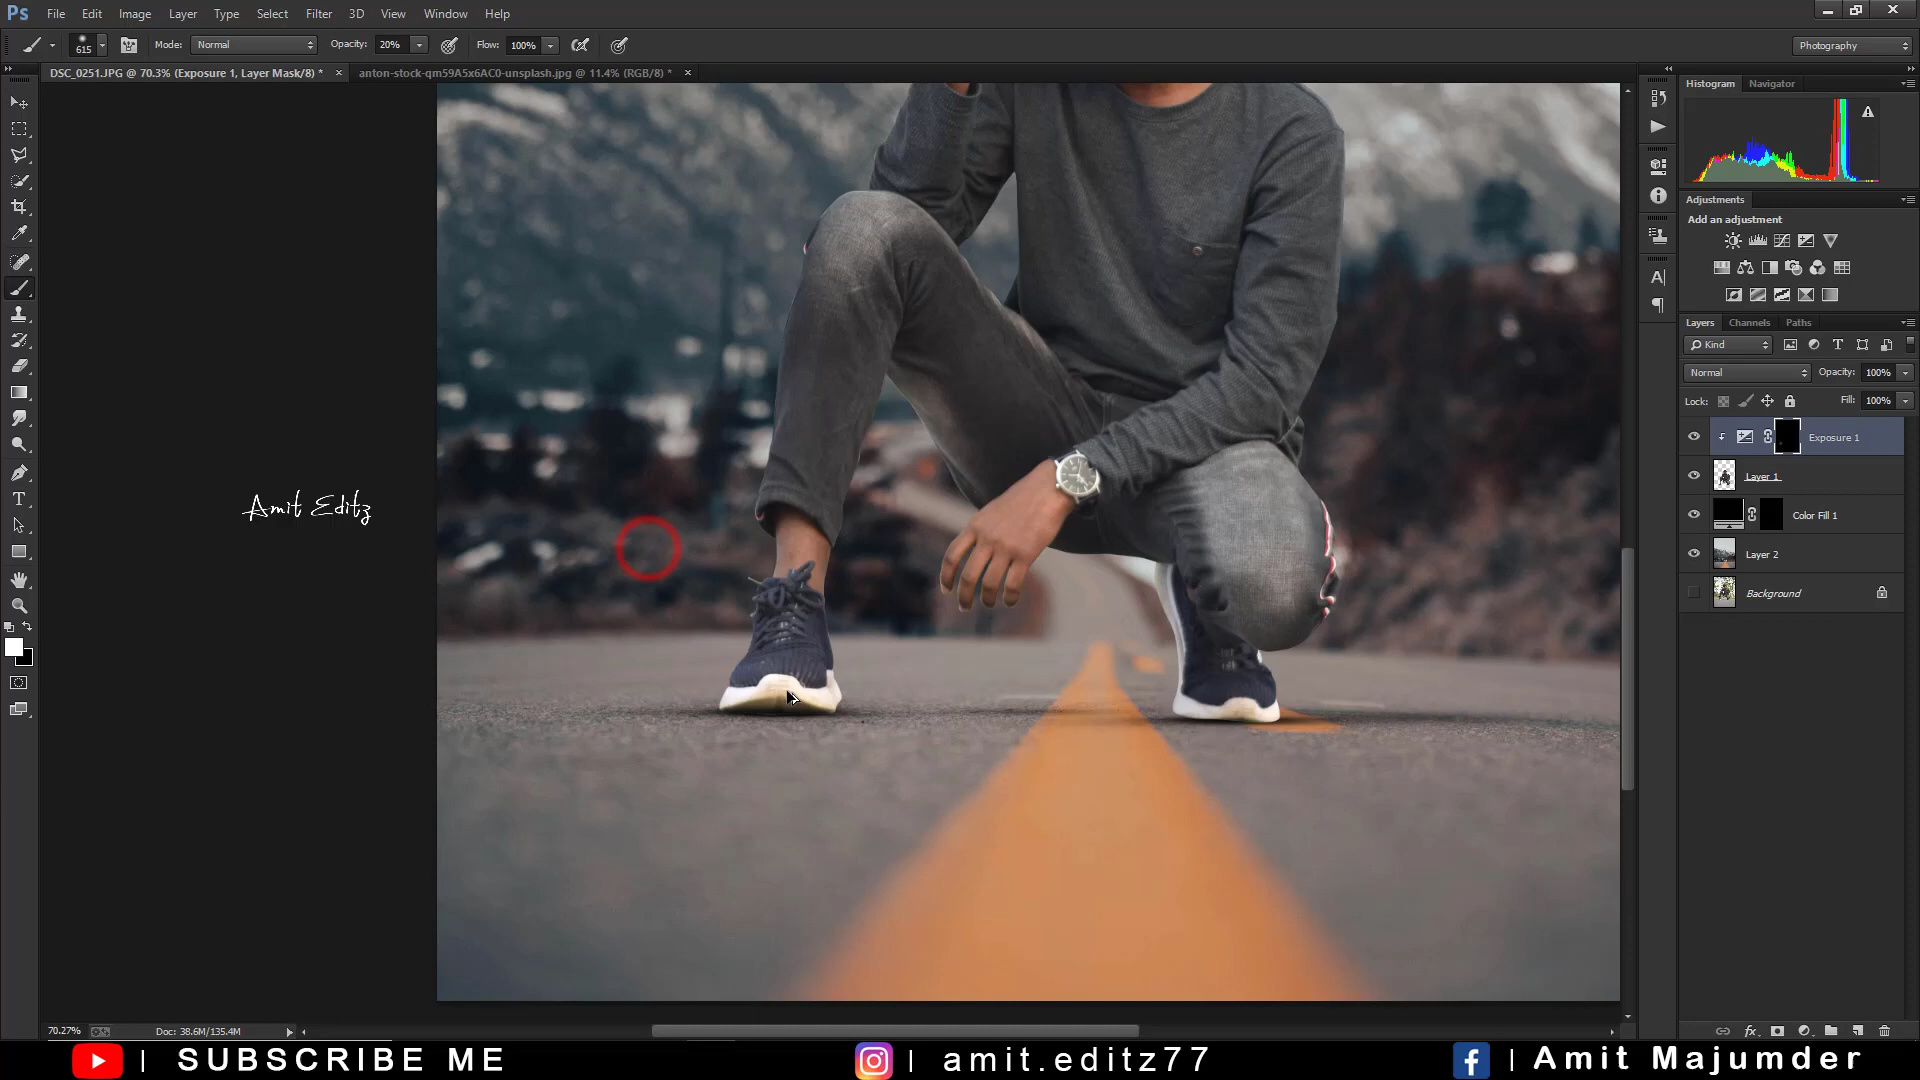 Ps File Edit Image Layer Type Select Filter 3D View Window Help
615 Mode: Normal Opacity: 20% Flow: 100% Photography
DSC_0251.JPG @ 70.3% (Exposure 1, Layer Mask/8) * × anton-stock-qm59A5x6AC0-unsplash.jpg @ 11.4% (RGB/8) * ×
Histogram Navigator
Adjustments
Add an adjustment
Layers Channels Paths
Kind
Normal Opacity: 100%
Lock: Fill: 100%
Exposure 1
Layer 1
Color Fill 1
Layer 2
Background
Amit Editz
70.27% Doc: 38.6M/135.4M
| SUBSCRIBE ME | amit.editz77 | Amit Majumder